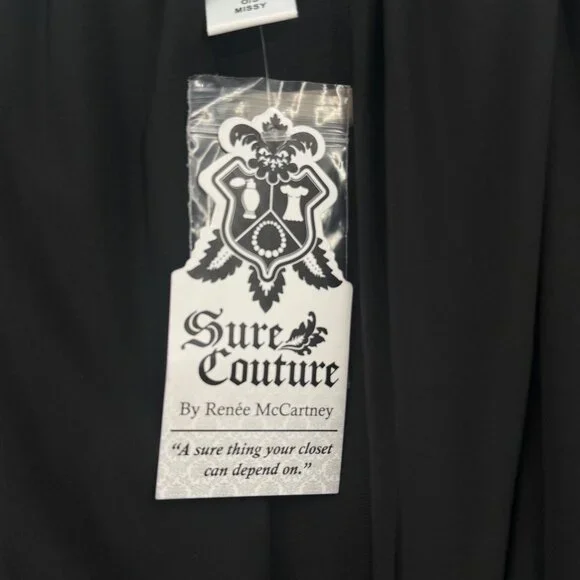 MISSY
Sure
Couture
By Renée McCartney
“A sure thing your closet
can depend on.”